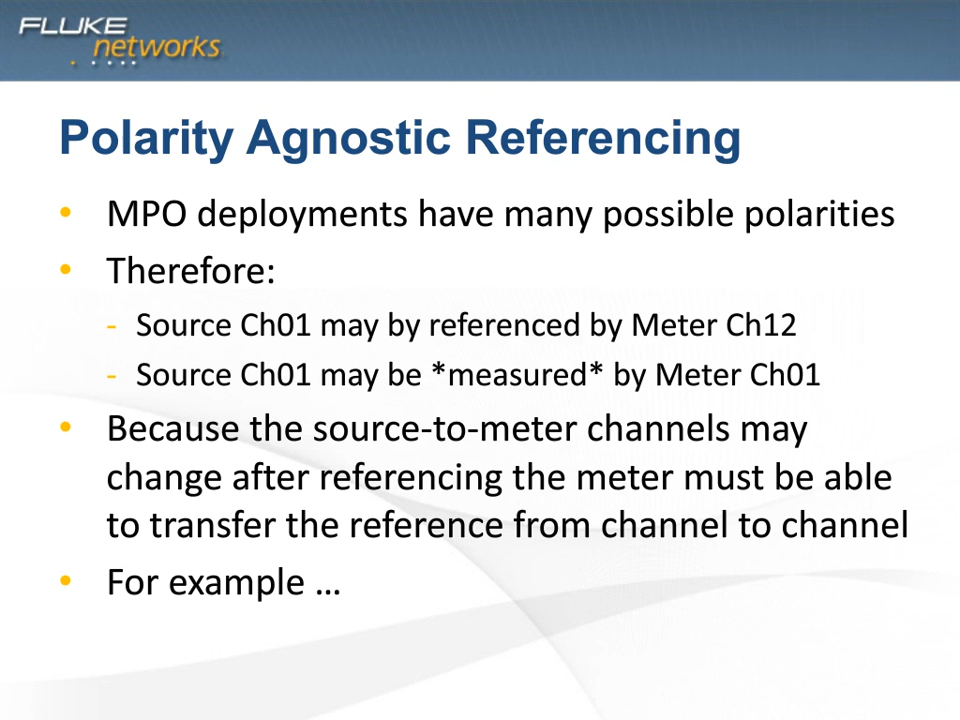 FLUKE
networks
Polarity Agnostic Referencing
• MPO deployments have many possible polarities
• Therefore:
- Source Ch01 may by referenced by Meter Ch12
- Source Ch01 may be *measured* by Meter Ch01
• Because the source-to-meter channels may
change after referencing the meter must be able
to transfer the reference from channel to channel
• For example ...